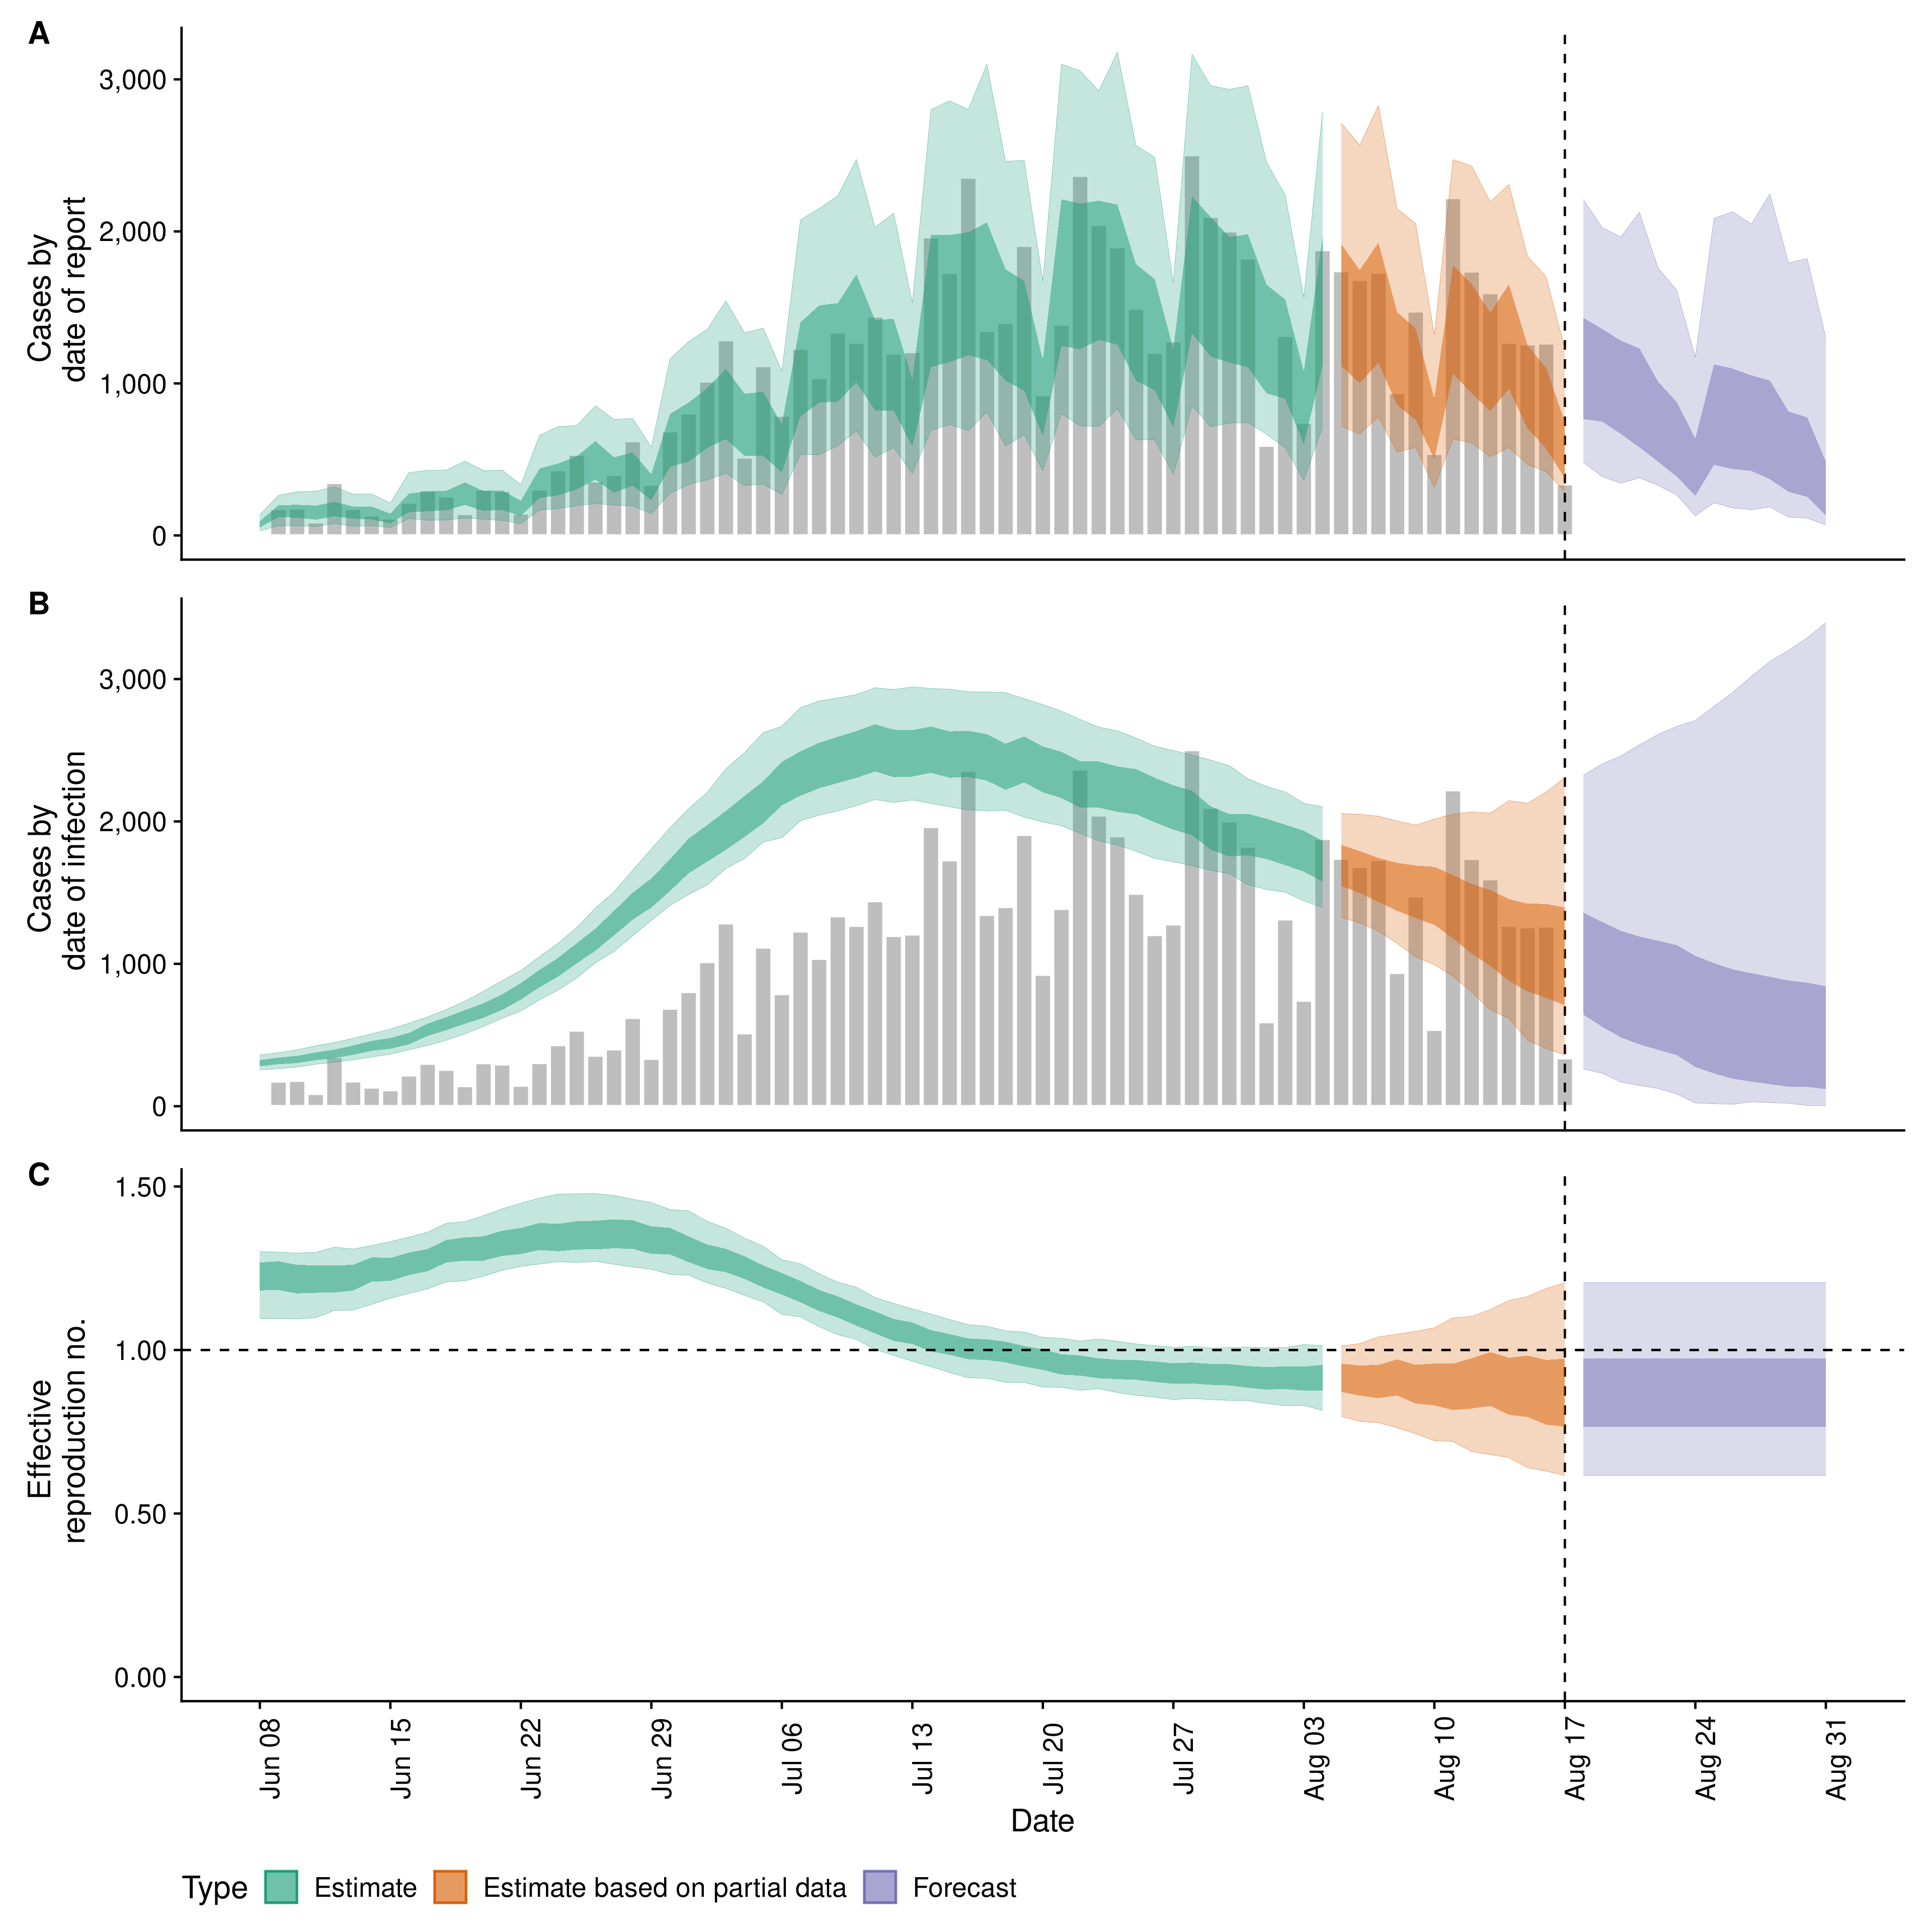 A
Cases by
date of report
3,000
2,000
1,000
0
B
Cases by
date of infection
3,000
2,000
1,000
0
C
Effective
reproduction no.
1.50
1.00
0.50
0.00
Jun 08
Jun 15
Jun 22
Jun 29
Jul 06
Jul 13
Jul 20
Jul 27
Aug 03
Aug 10
Aug 17
Aug 24
Aug 31
Date
Type Estimate Estimate based on partial data Forecast